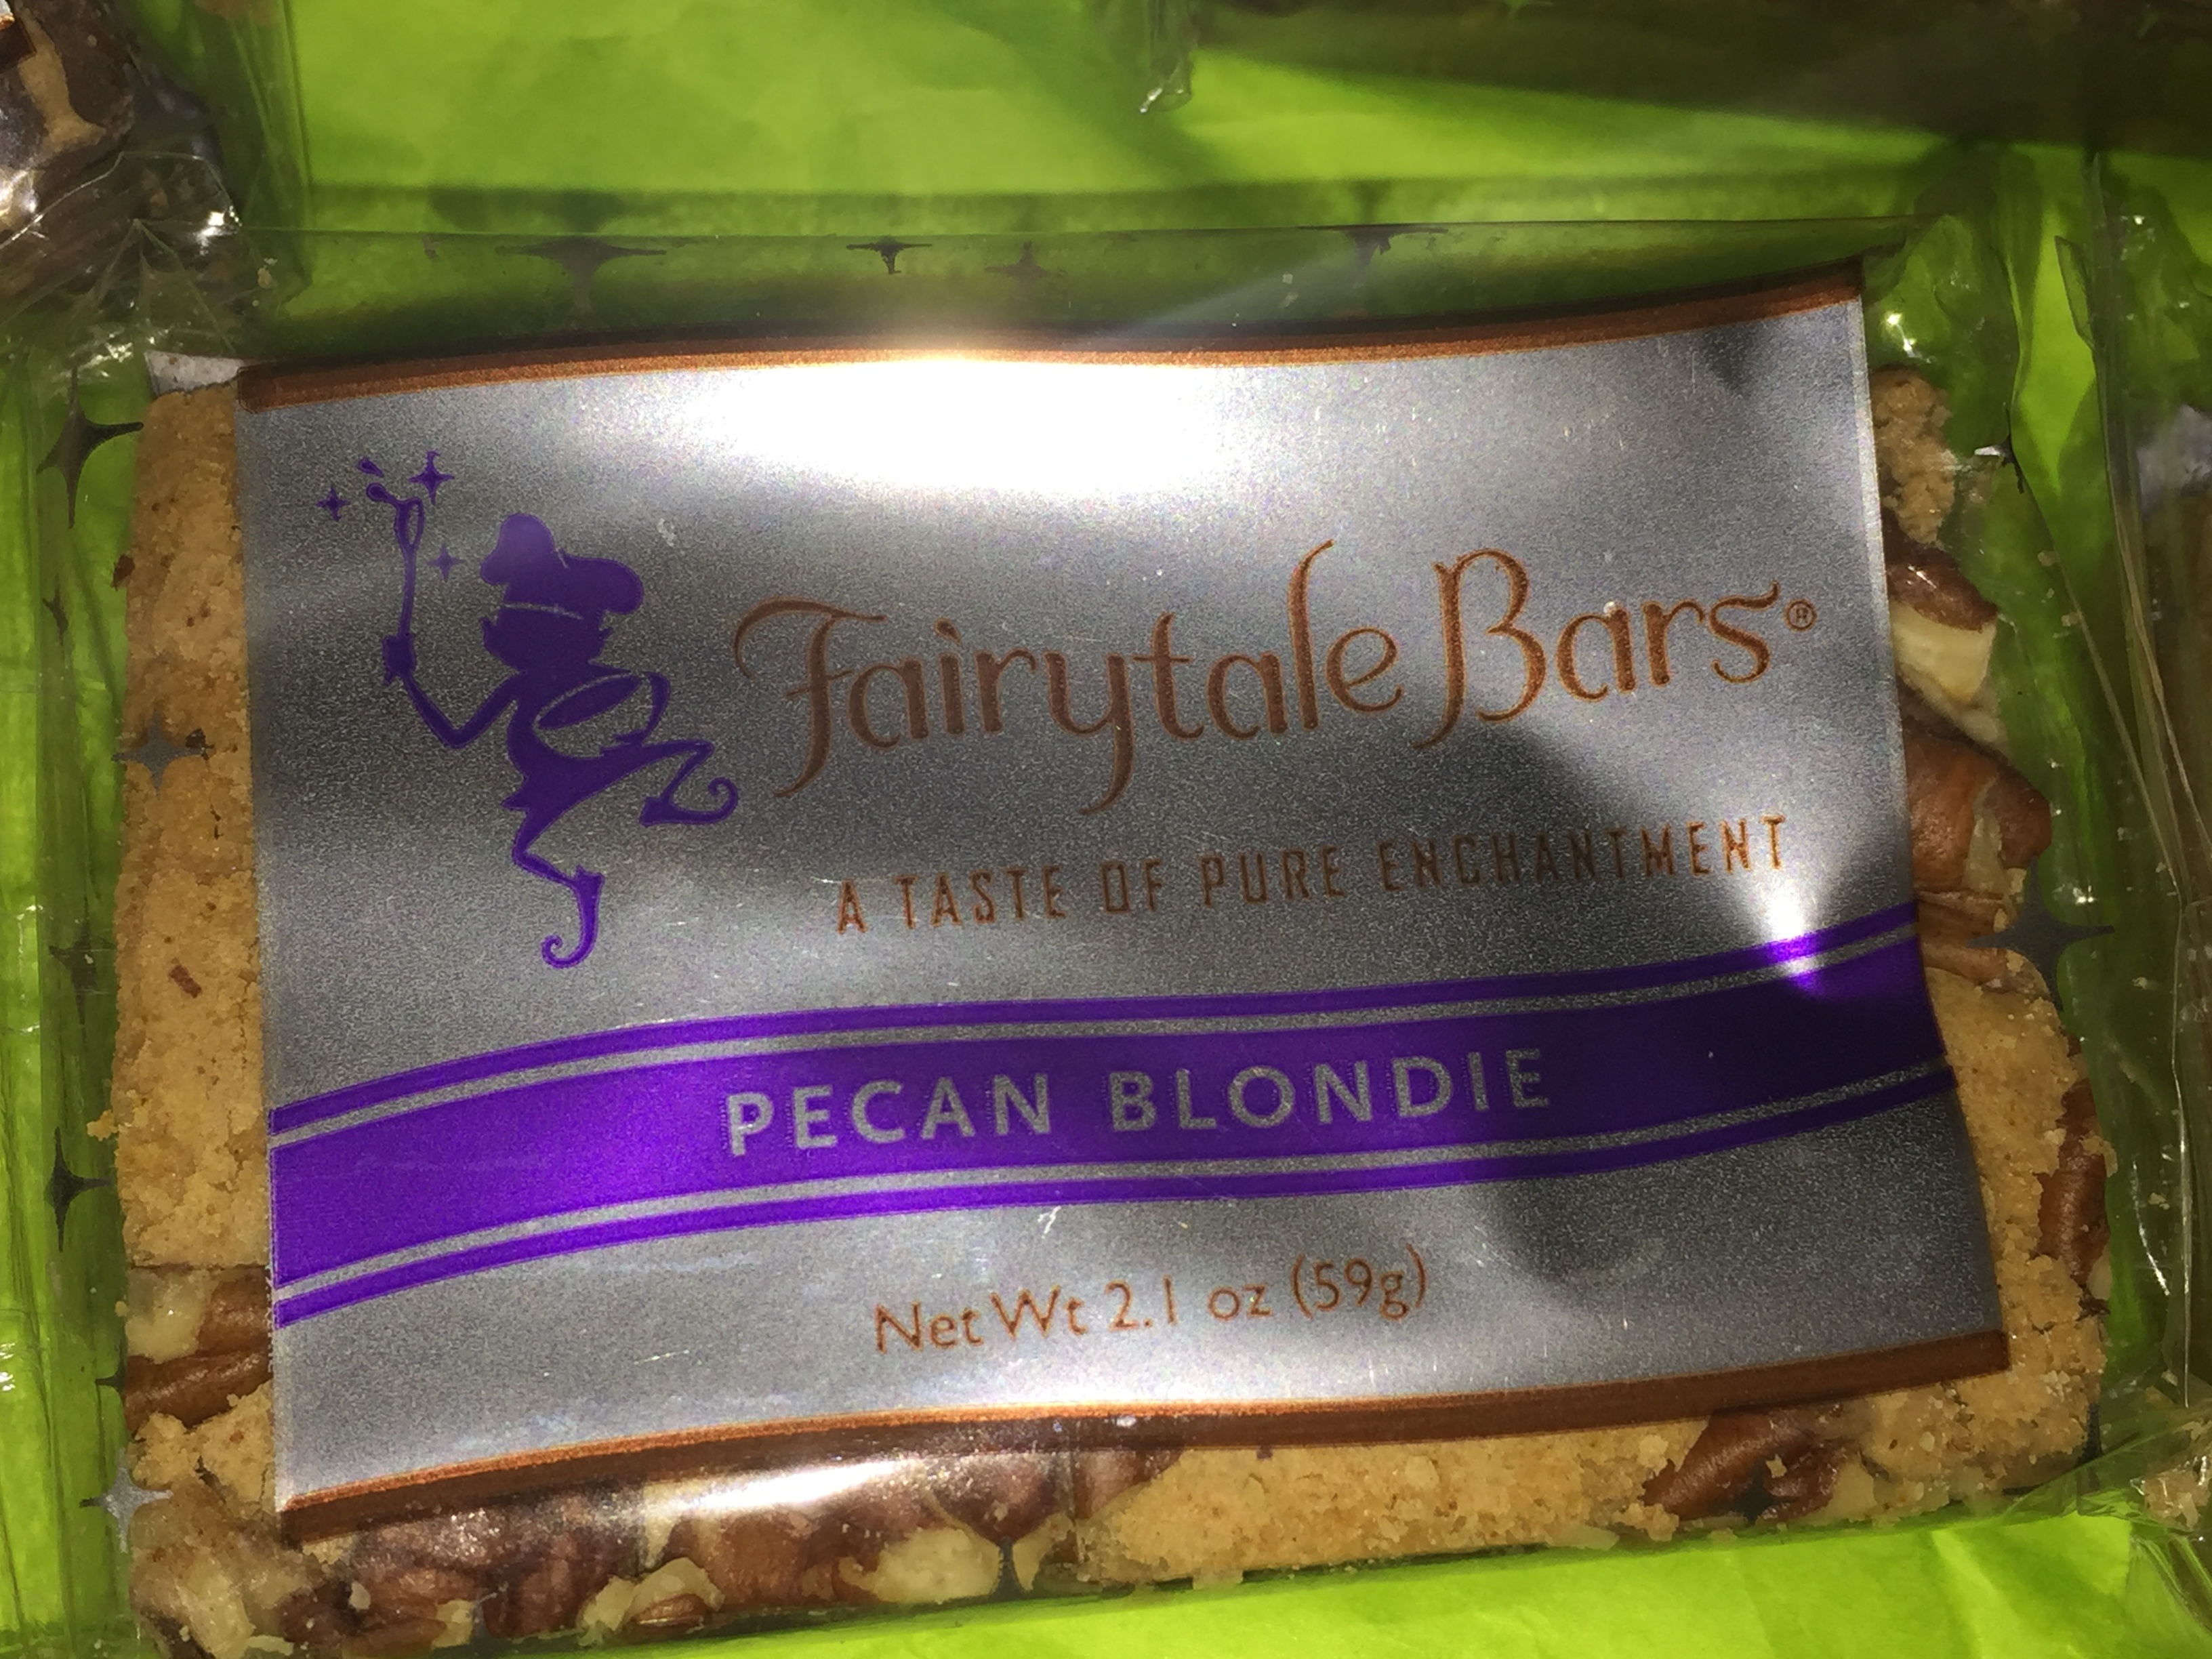 Fairytale Bars®
A TASTE OF PURE ENCHANTMENT
PECAN BLONDIE
Net Wt 2.1 oz (59g)